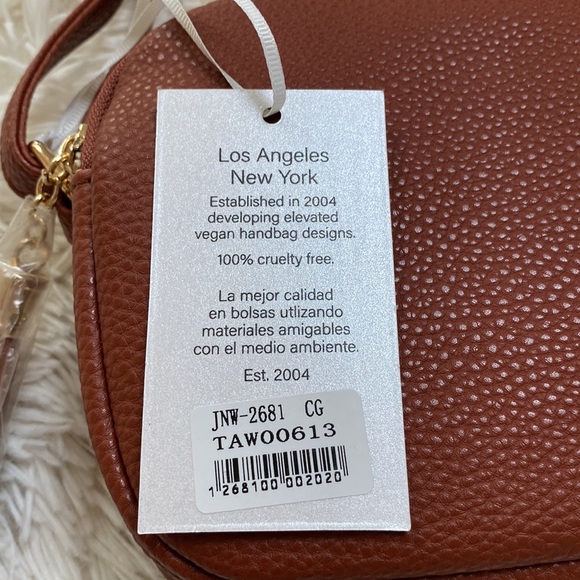 Los Angeles
New York
Established in 2004
developing elevated
vegan handbag designs.
100% cruelty free.
La mejor calidad
en bolsas utlizando
materiales amigables
con el medio ambiente.
Est. 2004
JNW-2681 CG
TAW00613
1 268100 002020